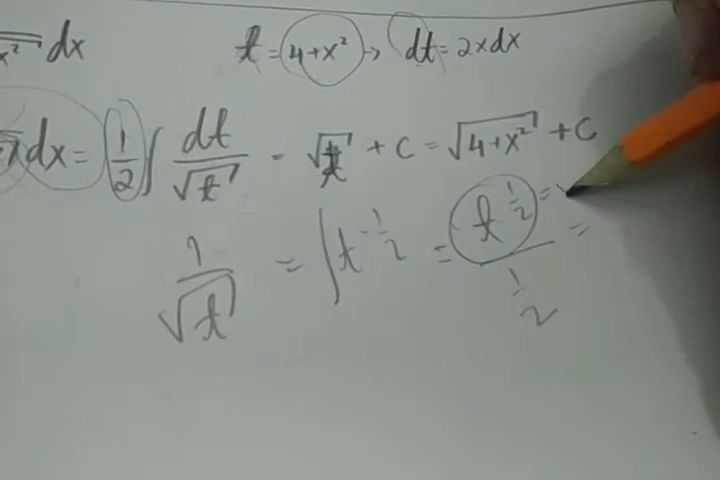 x² dx t = 4+x² → dt = 2x dx
dx = 1/2 ∫ dt/√t = √t + c = √4+x² + c
1/√t = ∫ t^-1/2 = t^1/2 / 1/2 =